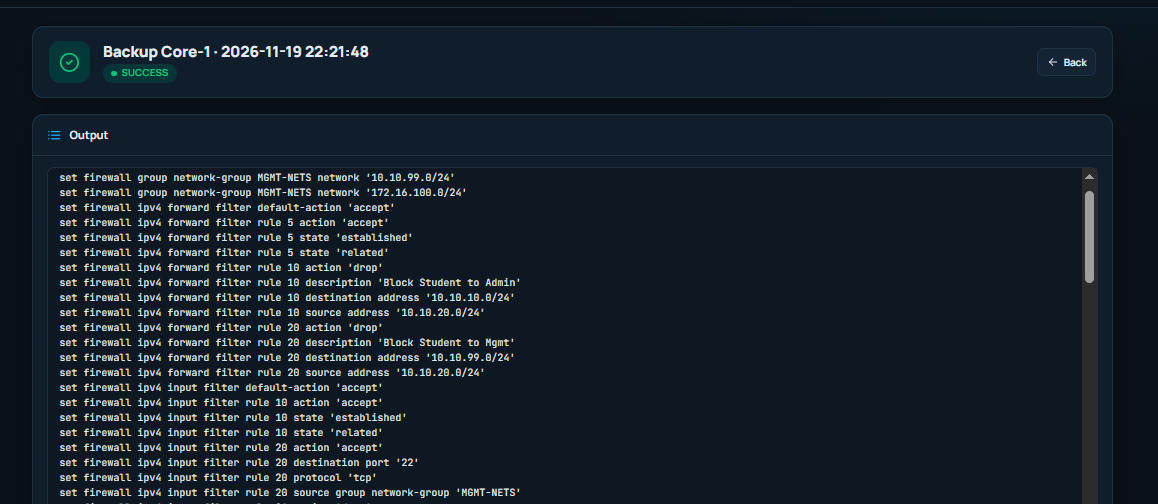 Backup Core-1 · 2026-11-19 22:21:48
SUCCESS
← Back
Output
set firewall group network-group MGMT-NETS network '10.10.99.0/24'
set firewall group network-group MGMT-NETS network '172.16.100.0/24'
set firewall ipv4 forward filter default-action 'accept'
set firewall ipv4 forward filter rule 5 action 'accept'
set firewall ipv4 forward filter rule 5 state 'established'
set firewall ipv4 forward filter rule 5 state 'related'
set firewall ipv4 forward filter rule 10 action 'drop'
set firewall ipv4 forward filter rule 10 description 'Block Student to Admin'
set firewall ipv4 forward filter rule 10 destination address '10.10.10.0/24'
set firewall ipv4 forward filter rule 10 source address '10.10.20.0/24'
set firewall ipv4 forward filter rule 20 action 'drop'
set firewall ipv4 forward filter rule 20 description 'Block Student to Mgmt'
set firewall ipv4 forward filter rule 20 destination address '10.10.99.0/24'
set firewall ipv4 forward filter rule 20 source address '10.10.20.0/24'
set firewall ipv4 input filter default-action 'accept'
set firewall ipv4 input filter rule 10 action 'accept'
set firewall ipv4 input filter rule 10 state 'established'
set firewall ipv4 input filter rule 10 state 'related'
set firewall ipv4 input filter rule 20 action 'accept'
set firewall ipv4 input filter rule 20 destination port '22'
set firewall ipv4 input filter rule 20 protocol 'tcp'
set firewall ipv4 input filter rule 20 source group network-group 'MGMT-NETS'